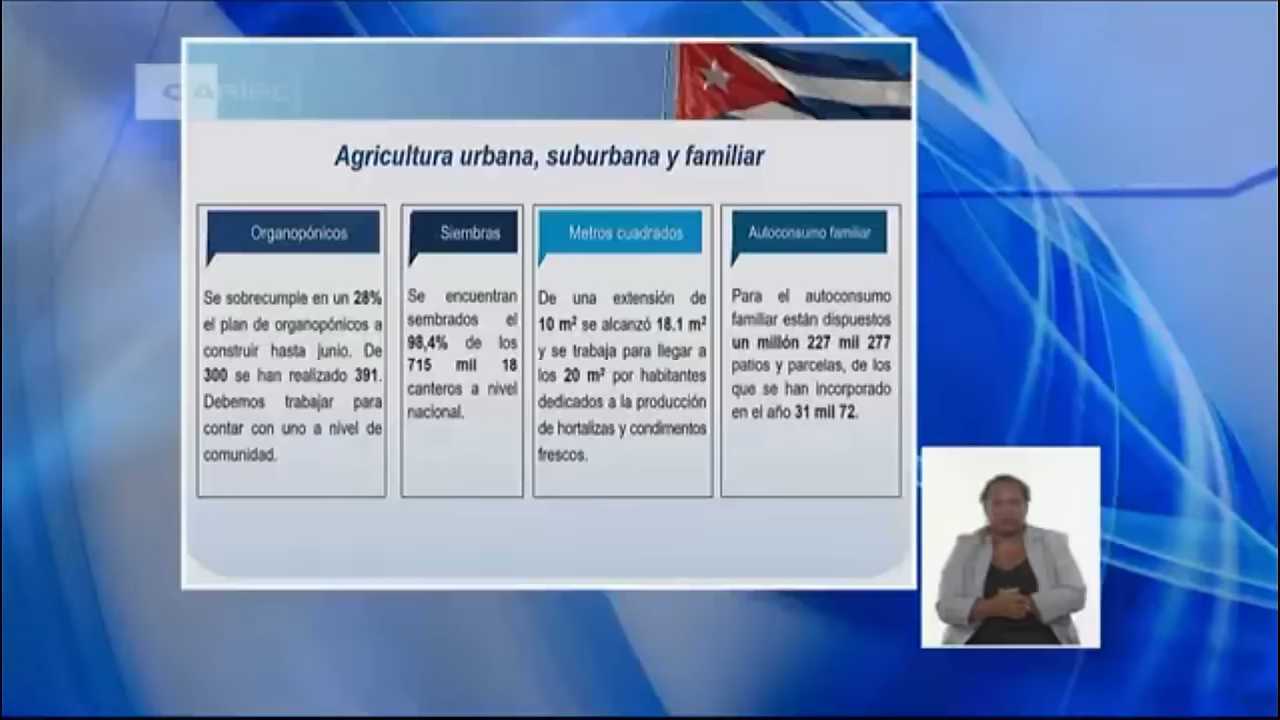 CARIBE
Agricultura urbana, suburbana y familiar
Organopónicos
Se sobrecumple en un 28%
el plan de organopónicos a
construir hasta junio. De
300 se han realizado 391.
Debemos trabajar para
contar con uno a nivel de
comunidad.
Siembras
Se encuentran
sembrados el
98,4% de los
715 mil 18
canteros a nivel
nacional.
Metros cuadrados
De una extensión de
10 m² se alcanzó 18.1 m²
y se trabaja para llegar a
los 20 m² por habitantes
dedicados a la producción
de hortalizas y condimentos
frescos.
Autoconsumo familiar
Para el autoconsumo
familiar están dispuestos
un millón 227 mil 277
patios y parcelas, de los
que se han incorporado
en el año 31 mil 72.